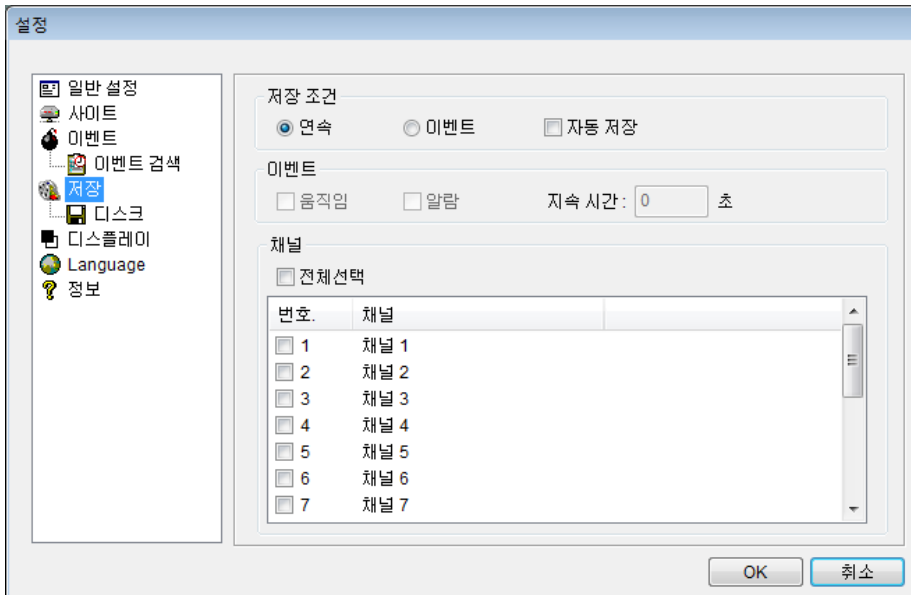 설정
일반 설정
사이트
이벤트
이벤트 검색
저장
디스크
디스플레이
Language
정보
저장 조건
연속 이벤트 자동 저장
이벤트
움직임 알람 지속 시간 : 0 초
채널
전체선택
번호. 채널
1 채널 1
2 채널 2
3 채널 3
4 채널 4
5 채널 5
6 채널 6
7 채널 7
OK 취소